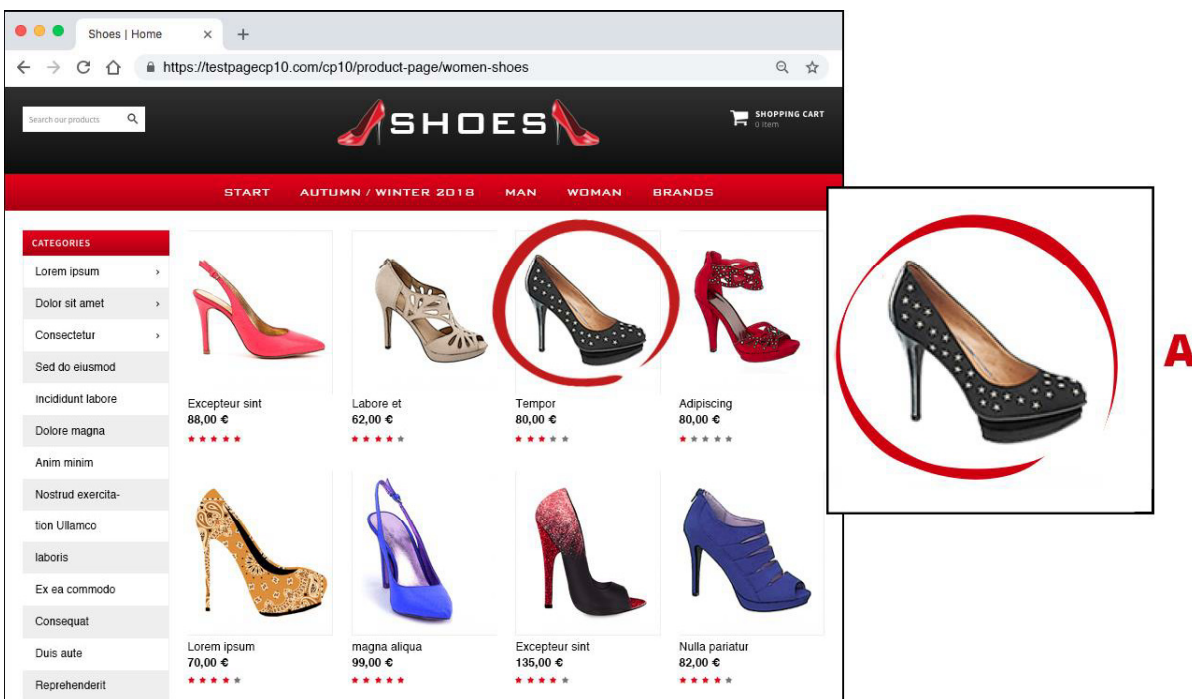 Shoes | Home
https://testpagecp10.com/cp10/product-page/women-shoes
Search our products
SHOES
SHOPPING CART
0 Item
START AUTUMN / WINTER 2018 MAN WOMAN BRANDS
CATEGORIES
Lorem ipsum
Dolor sit amet
Consectetur
Sed do eiusmod
incididunt labore
Dolore magna
Anim minim
Nostrud exercita-
tion Ullamco
laboris
Ex ea commodo
Consequat
Duis aute
Reprehenderit
Excepteur sint
88,00 €
Labore et
62,00 €
Tempor
80,00 €
Adipiscing
80,00 €
Lorem ipsum
70,00 €
magna aliqua
99,00 €
Excepteur sint
135,00 €
Nulla pariatur
82,00 €
A